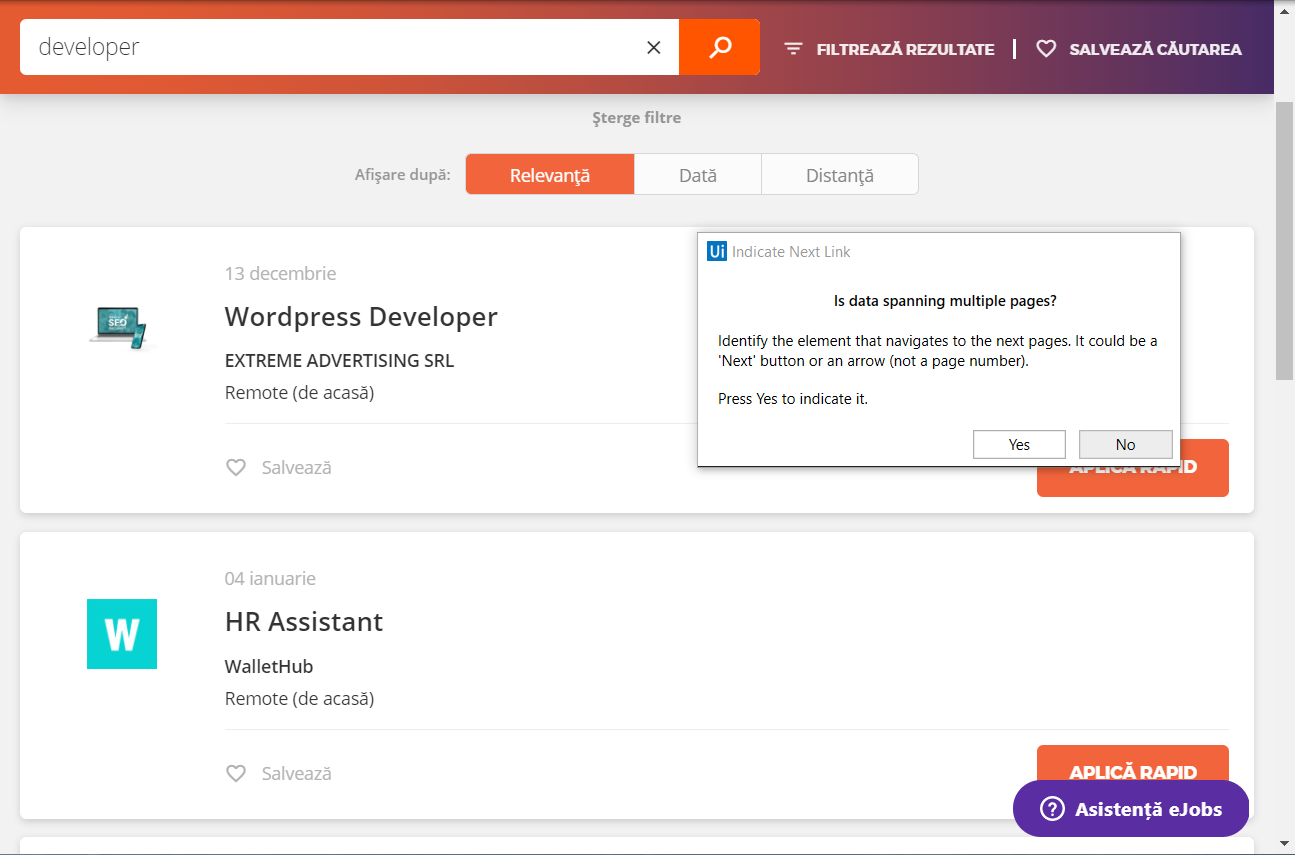 developer
FILTREAZĂ REZULTATE
SALVEAZĂ CĂUTAREA
Șterge filtre
Afişare după:
Relevanţă
Dată
Distanţă
13 decembrie
Wordpress Developer
SEO
EXTREME ADVERTISING SRL
Remote (de acasă)
Salvează
APLICĂ RAPID
Ui Indicate Next Link
Is data spanning multiple pages?
Identify the element that navigates to the next pages. It could be a
'Next' button or an arrow (not a page number).
Press Yes to indicate it.
Yes
No
04 ianuarie
W
HR Assistant
WalletHub
Remote (de acasă)
Salvează
APLICĂ RAPID
Asistență eJobs